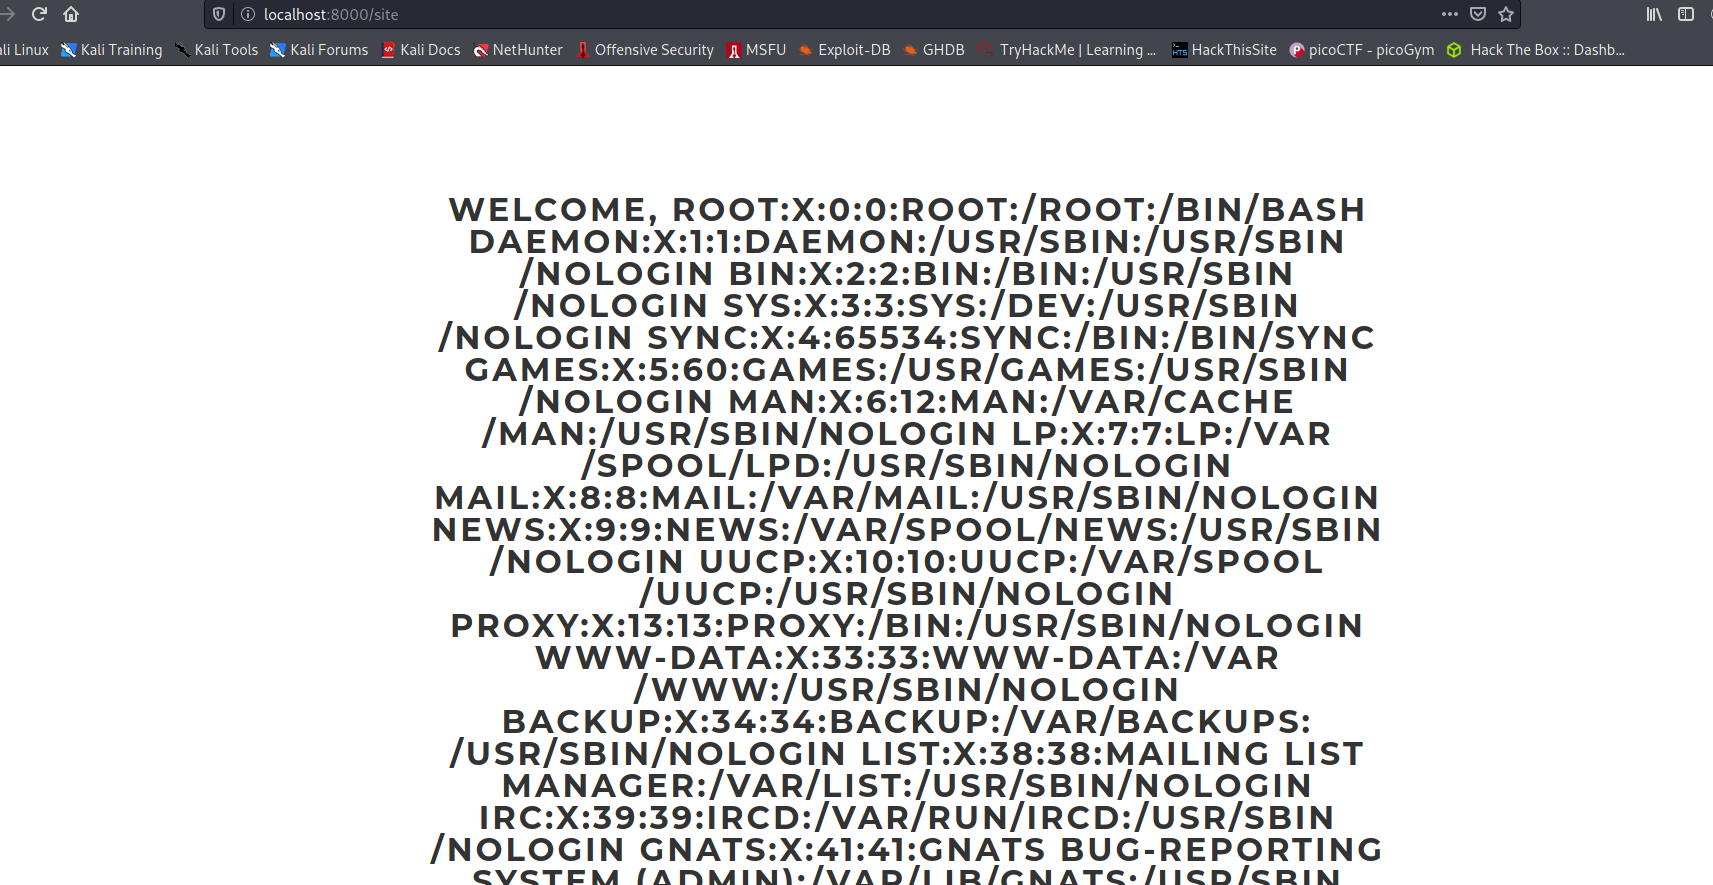 localhost:8000/site
ali Linux Kali Training Kali Tools Kali Forums Kali Docs NetHunter Offensive Security MSFU Exploit-DB GHDB TryHackMe | Learning ... HackThisSite picoCTF - picoGym Hack The Box :: Dashb...
WELCOME, ROOT:X:0:0:ROOT:/ROOT:/BIN/BASH
DAEMON:X:1:1:DAEMON:/USR/SBIN:/USR/SBIN
/NOLOGIN BIN:X:2:2:BIN:/BIN:/USR/SBIN
/NOLOGIN SYS:X:3:3:SYS:/DEV:/USR/SBIN
/NOLOGIN SYNC:X:4:65534:SYNC:/BIN:/BIN/SYNC
GAMES:X:5:60:GAMES:/USR/GAMES:/USR/SBIN
/NOLOGIN MAN:X:6:12:MAN:/VAR/CACHE
/MAN:/USR/SBIN/NOLOGIN LP:X:7:7:LP:/VAR
/SPOOL/LPD:/USR/SBIN/NOLOGIN
MAIL:X:8:8:MAIL:/VAR/MAIL:/USR/SBIN/NOLOGIN
NEWS:X:9:9:NEWS:/VAR/SPOOL/NEWS:/USR/SBIN
/NOLOGIN UUCP:X:10:10:UUCP:/VAR/SPOOL
/UUCP:/USR/SBIN/NOLOGIN
PROXY:X:13:13:PROXY:/BIN:/USR/SBIN/NOLOGIN
WWW-DATA:X:33:33:WWW-DATA:/VAR
/WWW:/USR/SBIN/NOLOGIN
BACKUP:X:34:34:BACKUP:/VAR/BACKUPS:
/USR/SBIN/NOLOGIN LIST:X:38:38:MAILING LIST
MANAGER:/VAR/LIST:/USR/SBIN/NOLOGIN
IRC:X:39:39:IRCD:/VAR/RUN/IRCD:/USR/SBIN
/NOLOGIN GNATS:X:41:41:GNATS BUG-REPORTING
SYSTEM (ADMIN):/VAR/LIB/GNATS:/USR/SBIN